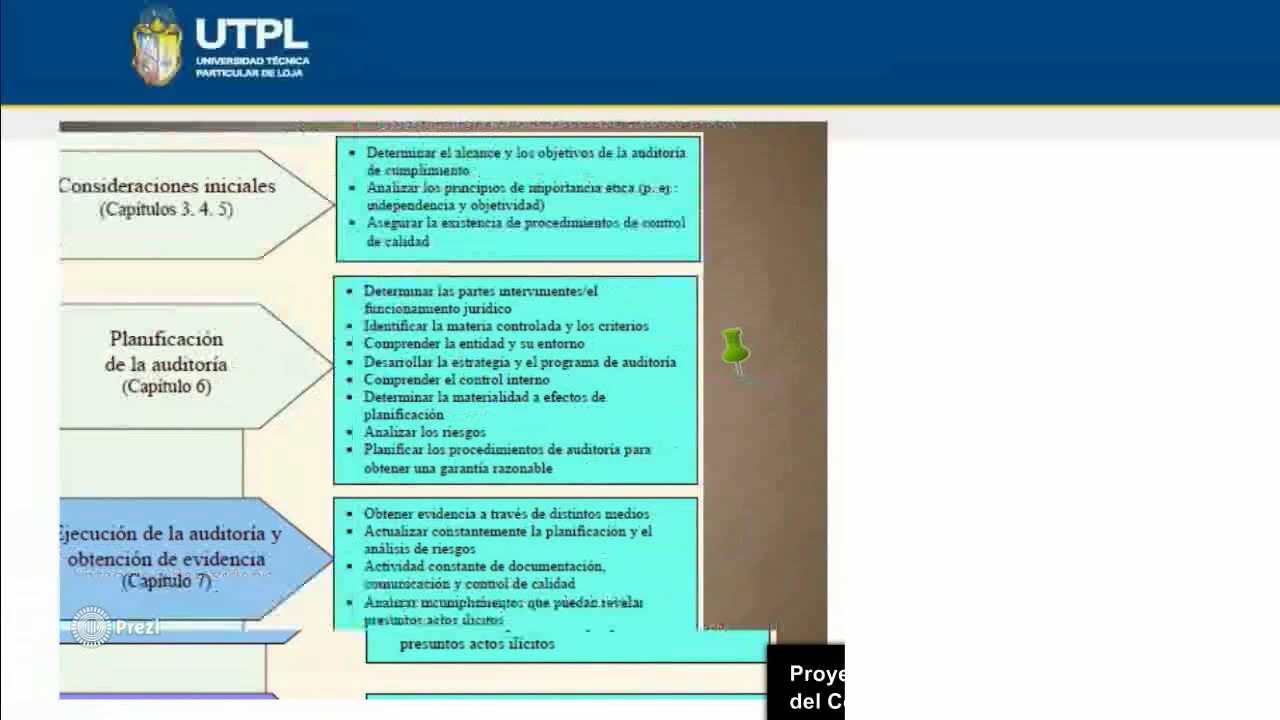 UTPL
UNIVERSIDAD TÉCNICA
PARTICULAR DE LOJA
Consideraciones iniciales
(Capítulos 3. 4. 5)
• Determinar el alcance y los objetivos de la auditoría
de cumplimiento
• Analizar los principios de importancia ética (p. ej.:
independencia y objetividad)
• Asegurar la existencia de procedimientos de control
de calidad
Planificación
de la auditoría
(Capítulo 6)
• Determinar las partes intervinientes/el
funcionamiento jurídico
• Identificar la materia controlada y los criterios
• Comprender la entidad y su entorno
• Desarrollar la estrategia y el programa de auditoría
• Comprender el control interno
• Determinar la materialidad a efectos de
planificación
• Analizar los riesgos
• Planificar los procedimientos de auditoría para
obtener una garantía razonable
Ejecución de la auditoría y
obtención de evidencia
(Capítulo 7)
• Obtener evidencia a través de distintos medios
• Actualizar constantemente la planificación y el
análisis de riesgos
• Actividad constante de documentación,
comunicación y control de calidad
• Analizar incumplimientos que puedan revelar
presuntos actos ilícitos
presuntos actos ilícitos
Prezi
Proye
del C